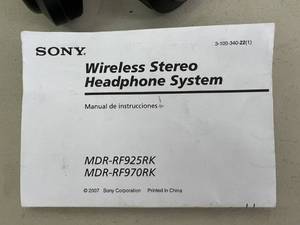 3-100-340-22(1)
SONY
Wireless Stereo
Headphone System
Manual de instrucciones
MDR-RF925RK
MDR-RF970RK
© 2007 Sony Corporation Printed in China